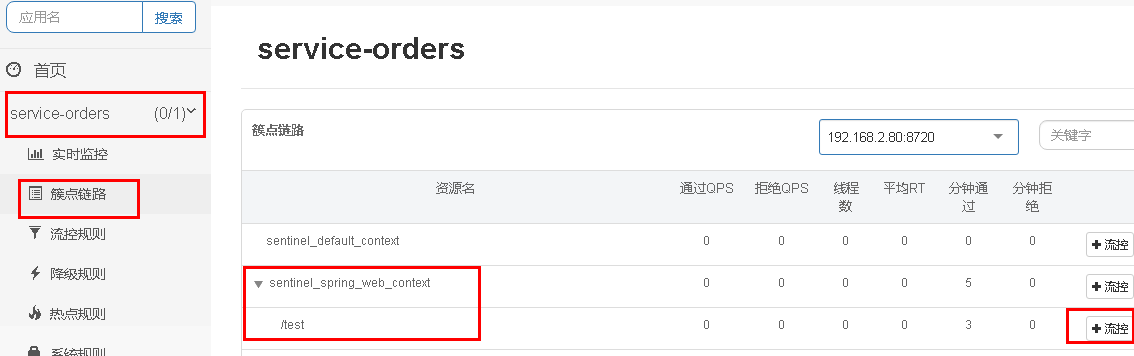 应用名 搜索
service-orders
首页
service-orders (0/1)
簇点链路
192.168.2.80:8720 关键字
实时监控
资源名 通过QPS 拒绝QPS 线程数 平均RT 分钟通过 分钟拒绝
簇点链路
流控规则
sentinel_default_context 0 0 0 0 0 0 流控
降级规则
sentinel_spring_web_context 0 0 0 0 5 0 流控
热点规则
/test 0 0 0 0 3 0 流控
系统规则